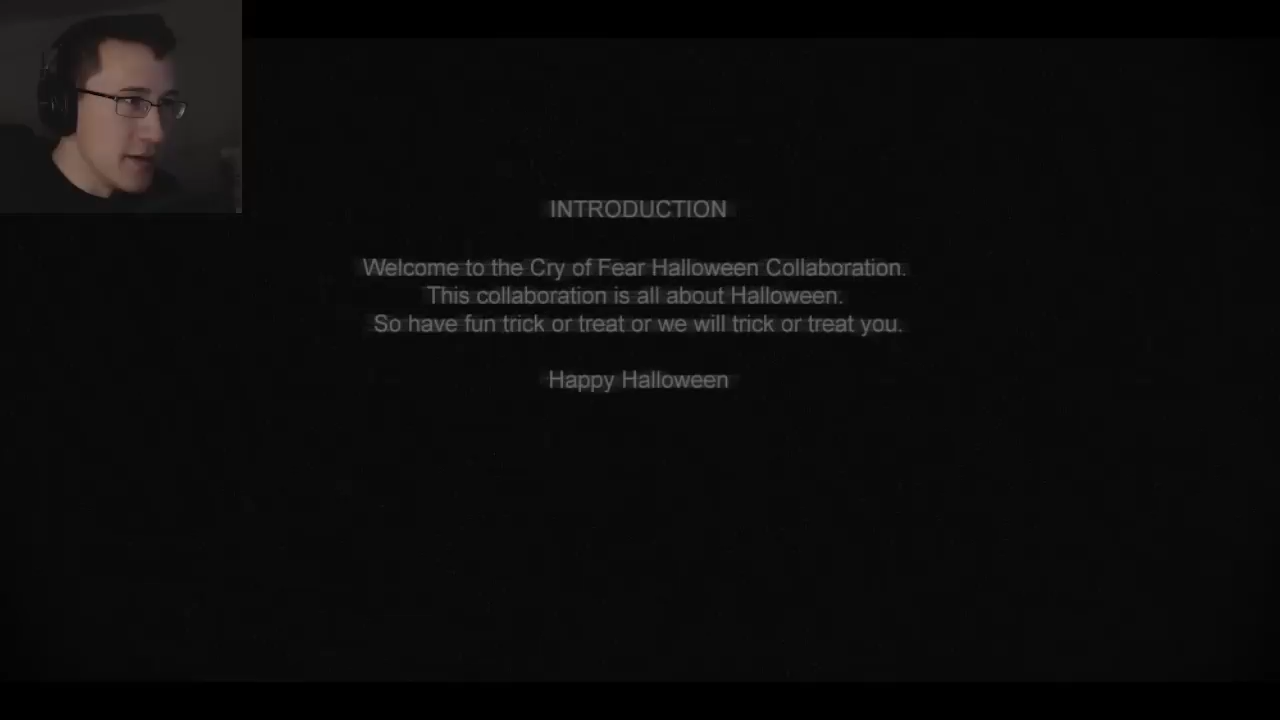 INTRODUCTION
Welcome to the Cry of Fear Halloween Collaboration.
This collaboration is all about Halloween.
So have fun trick or treat or we will trick or treat you.
Happy Halloween